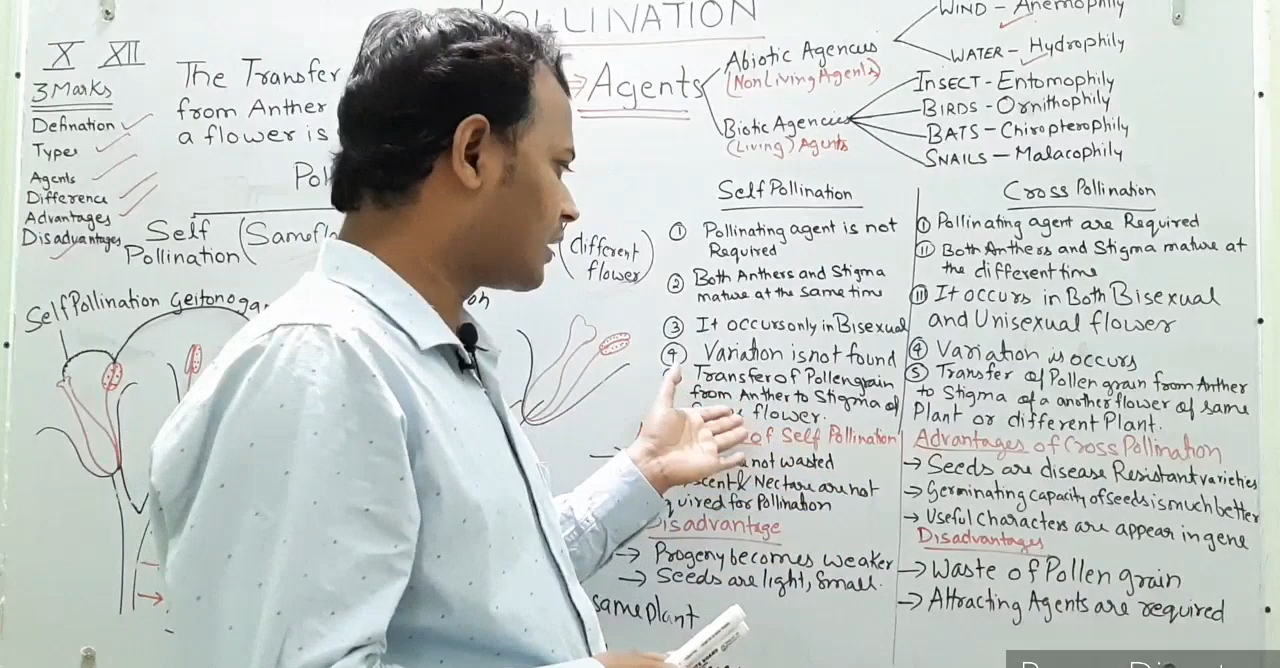 POLLINATION
X XII
3 Marks
Defination
Types
Agents
Difference
Advantages
Disadvantages
The Transfer
from Anther
a flower is
Self
Pollination
(different
flower)
Self Pollination
Agents
Abiotic Agencies
(Non Living Agents)
Biotic Agencies
(Living) Agents
WIND - Anemophily
WATER - Hydrophily
INSECT - Entomophily
BIRDS - Ornithophily
BATS - Chiropterophily
SNAILS - Malacophily
Self Pollination
① Pollinating agent is not
Required
② Both Anthers and Stigma
mature at the same time
③ It occurs only in Bisexual
④ Variation is not found
Transfer of Pollen grain
from Anther to Stigma of
flower.
of Self Pollination
not wasted
Nectare are not
for Pollination
Disadvantage
→ Progeny becomes weaker
→ Seeds are light, Small.
same plant
Cross Pollination
① Pollinating agent are Required
⑪ Both Anthers and Stigma mature at
the different time
⑪⑪ It occurs in Both Bisexual
and Unisexual flower
④ Variation is occurs
⑤ Transfer of Pollen grain from Anther
to Stigma of a another flower of same
Plant or different Plant.
Advantages of Cross Pollination
→ Seeds are disease Resistant varieties
→ Germinating capacity of seeds is much better
→ Useful characters are appear in gene
Disadvantages
→ Waste of Pollen grain
→ Attracting Agents are required